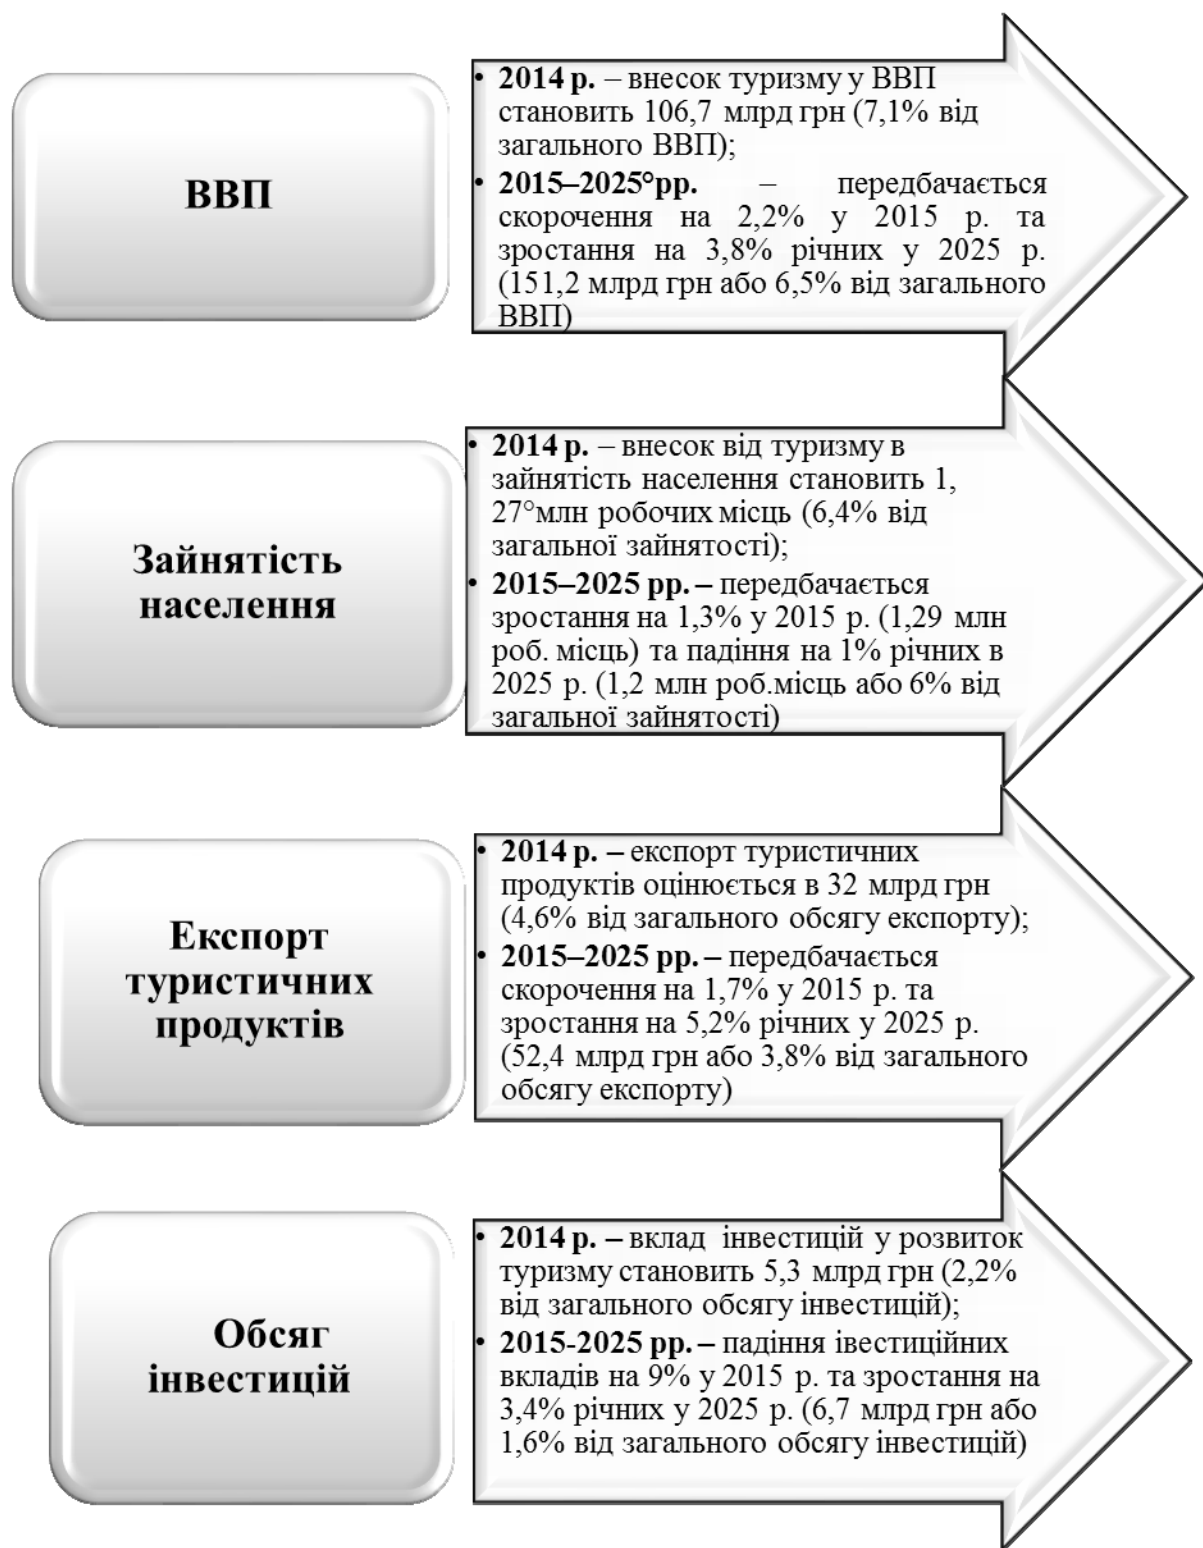 ВВП
• 2014 р. – внесок туризму у ВВП
становить 106,7 млрд грн (7,1% від
загального ВВП);
• 2015–2025°рр. – передбачається
скорочення на 2,2% у 2015 р. та
зростання на 3,8% річних у 2025 р.
(151,2 млрд грн або 6,5% від загального
ВВП)
Зайнятість
населення
• 2014 р. – внесок від туризму в
зайнятість населення становить 1,
27°млн робочих місць (6,4% від
загальної зайнятості);
• 2015–2025 рр. – передбачається
зростання на 1,3% у 2015 р. (1,29 млн
роб. місць) та падіння на 1% річних в
2025 р. (1,2 млн роб.місць або 6% від
загальної зайнятості)
Експорт
туристичних
продуктів
• 2014 р. – експорт туристичних
продуктів оцінюється в 32 млрд грн
(4,6% від загального обсягу експорту);
• 2015–2025 рр. – передбачається
скорочення на 1,7% у 2015 р. та
зростання на 5,2% річних у 2025 р.
(52,4 млрд грн або 3,8% від загального
обсягу експорту)
Обсяг
інвестицій
• 2014 р. – вклад інвестицій у розвиток
туризму становить 5,3 млрд грн (2,2%
від загального обсягу інвестицій);
• 2015-2025 рр. – падіння івестиційних
вкладів на 9% у 2015 р. та зростання на
3,4% річних у 2025 р. (6,7 млрд грн або
1,6% від загального обсягу інвестицій)